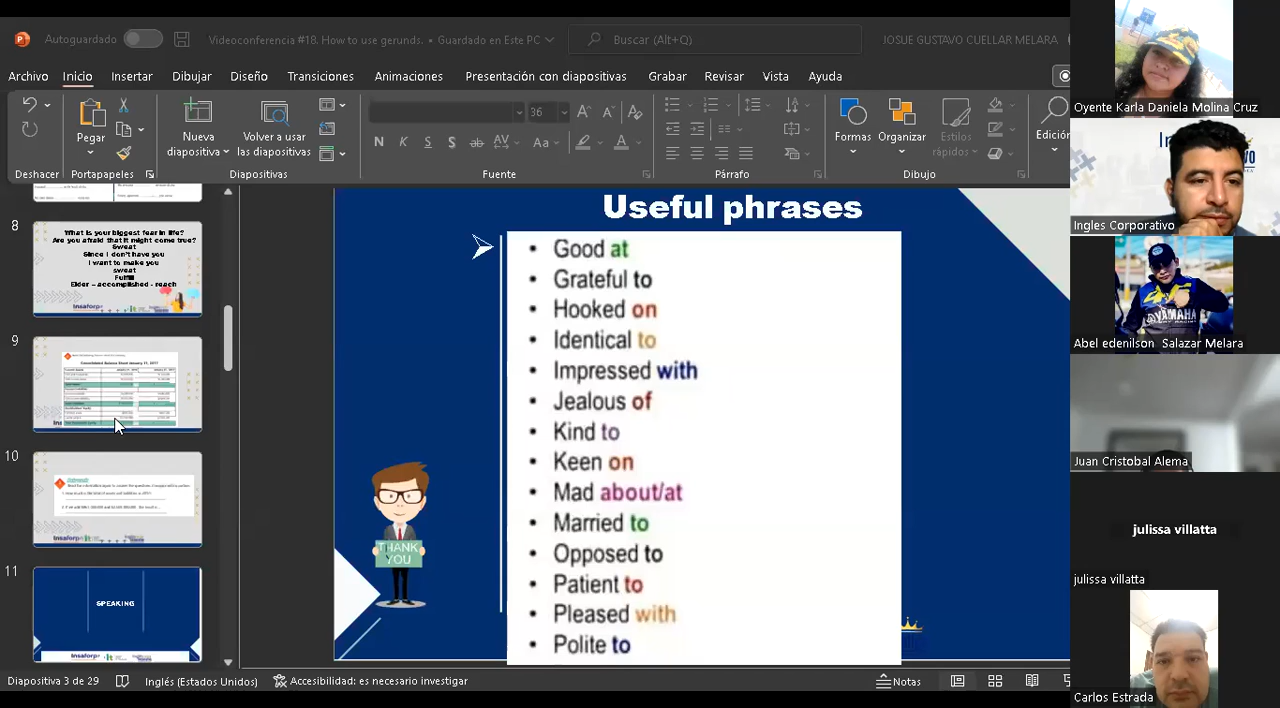 Autoguardado
Videoconferencia #18. How to use gerunds. • Guardado en Este PC
Buscar (Alt+Q)
JOSUE GUSTAVO CUELLAR MELARA
Archivo Inicio Insertar Dibujar Diseño Transiciones Animaciones Presentación con diapositivas Grabar Revisar Vista Ayuda
Pegar
Nueva diapositiva
Volver a usar las diapositivas
36
N K S S ab AV Aa A
Formas
Organizar
Estilos rápidos
Edición
Deshacer Portapapeles Diapositivas Fuente Párrafo Dibujo
8
What is your biggest fear in life?
Are you afraid that it might come true?
Sweat
Since I don't have you
I want to make you
sweat
Fulfill
Elder – accomplished - reach
Insaforp
9
Consolidated Balance Sheet January 31, 2017
10
11
SPEAKING
Useful phrases
• Good at
• Grateful to
• Hooked on
• Identical to
• Impressed with
• Jealous of
• Kind to
• Keen on
• Mad about/at
• Married to
• Opposed to
• Patient to
• Pleased with
• Polite to
THANK
YOU
Diapositiva 3 de 29
Inglés (Estados Unidos)
Accesibilidad: es necesario investigar
Notas
Oyente Karla Daniela Molina Cruz
Ingles Corporativo
YAMAHA
Abel edenilson Salazar Melara
Juan Cristobal Alema
julissa villatta
julissa villatta
Carlos Estrada